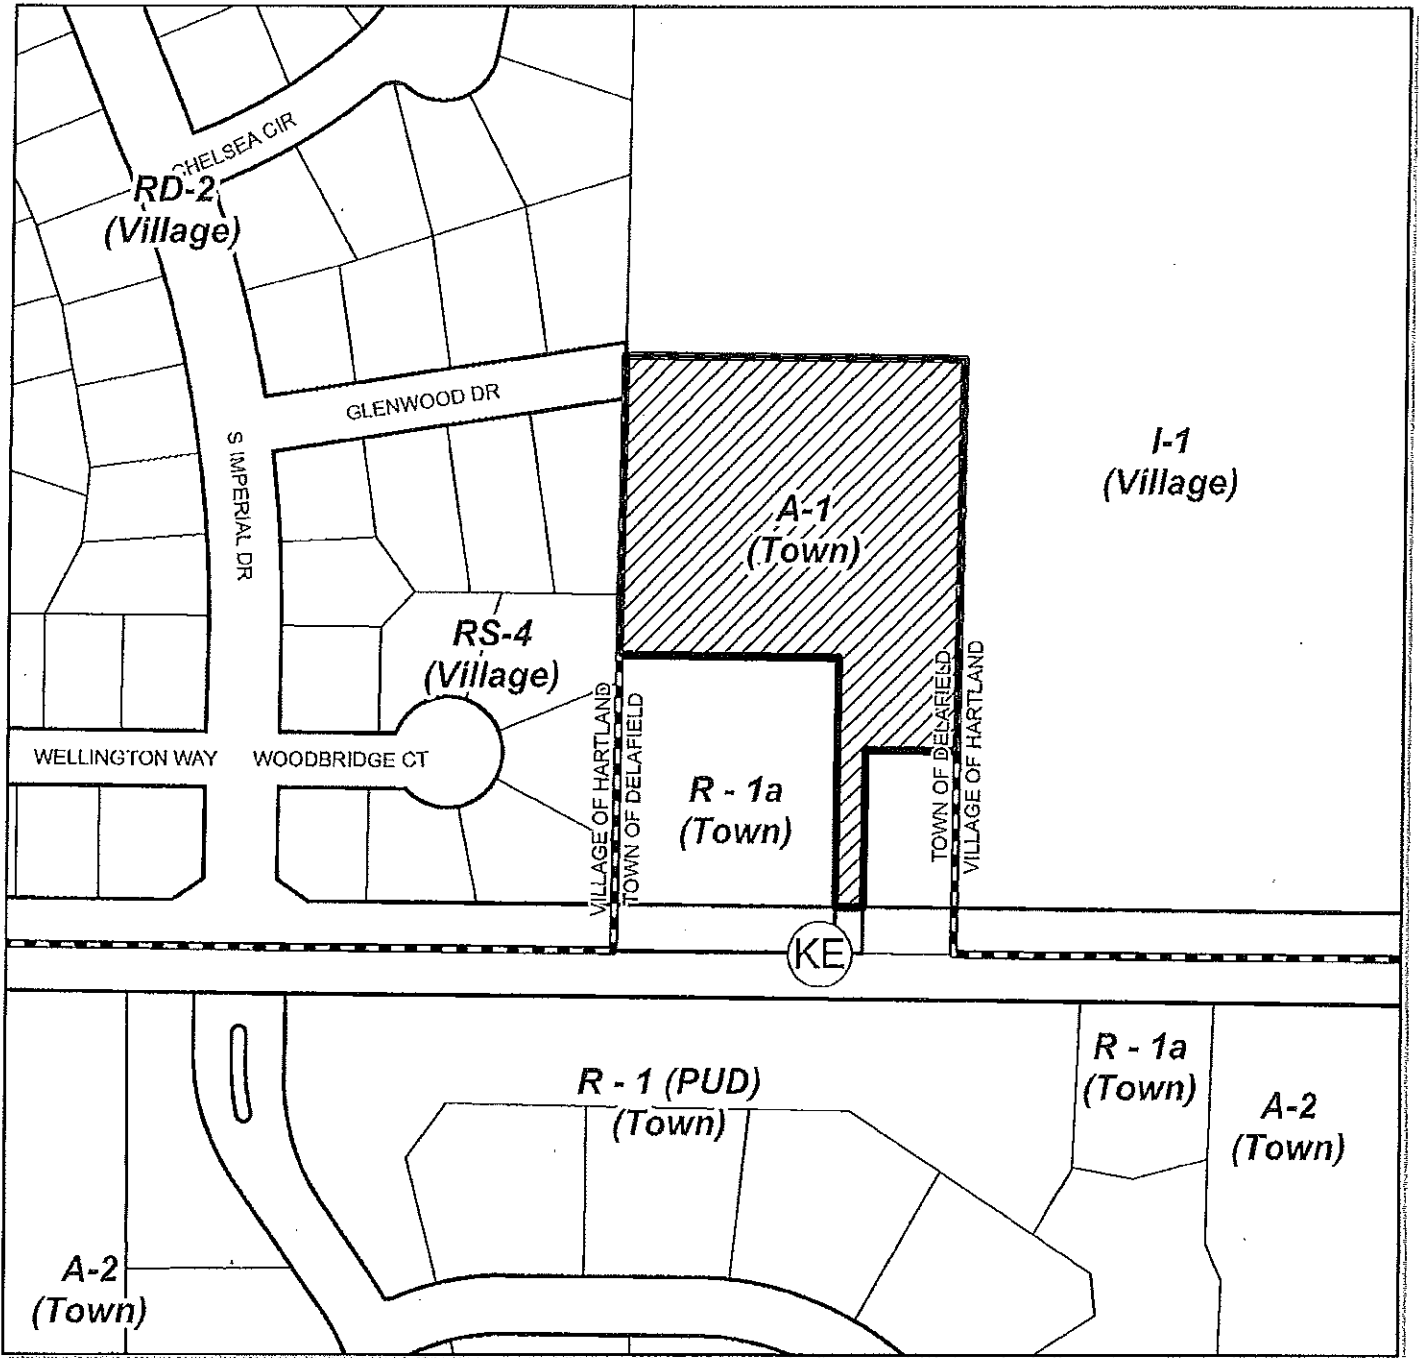 CHELSEA CIR
RD-2
(Village)
GLENWOOD DR
S IMPERIAL DR
I-1
(Village)
A-1
(Town)
RS-4
(Village)
VILLAGE OF HARTLAND
TOWN OF DELAFIELD
TOWN OF DELAFIELD
VILLAGE OF HARTLAND
WELLINGTON WAY
WOODBRIDGE CT
R - 1a
(Town)
KE
R - 1 (PUD)
(Town)
R - 1a
(Town)
A-2
(Town)
A-2
(Town)